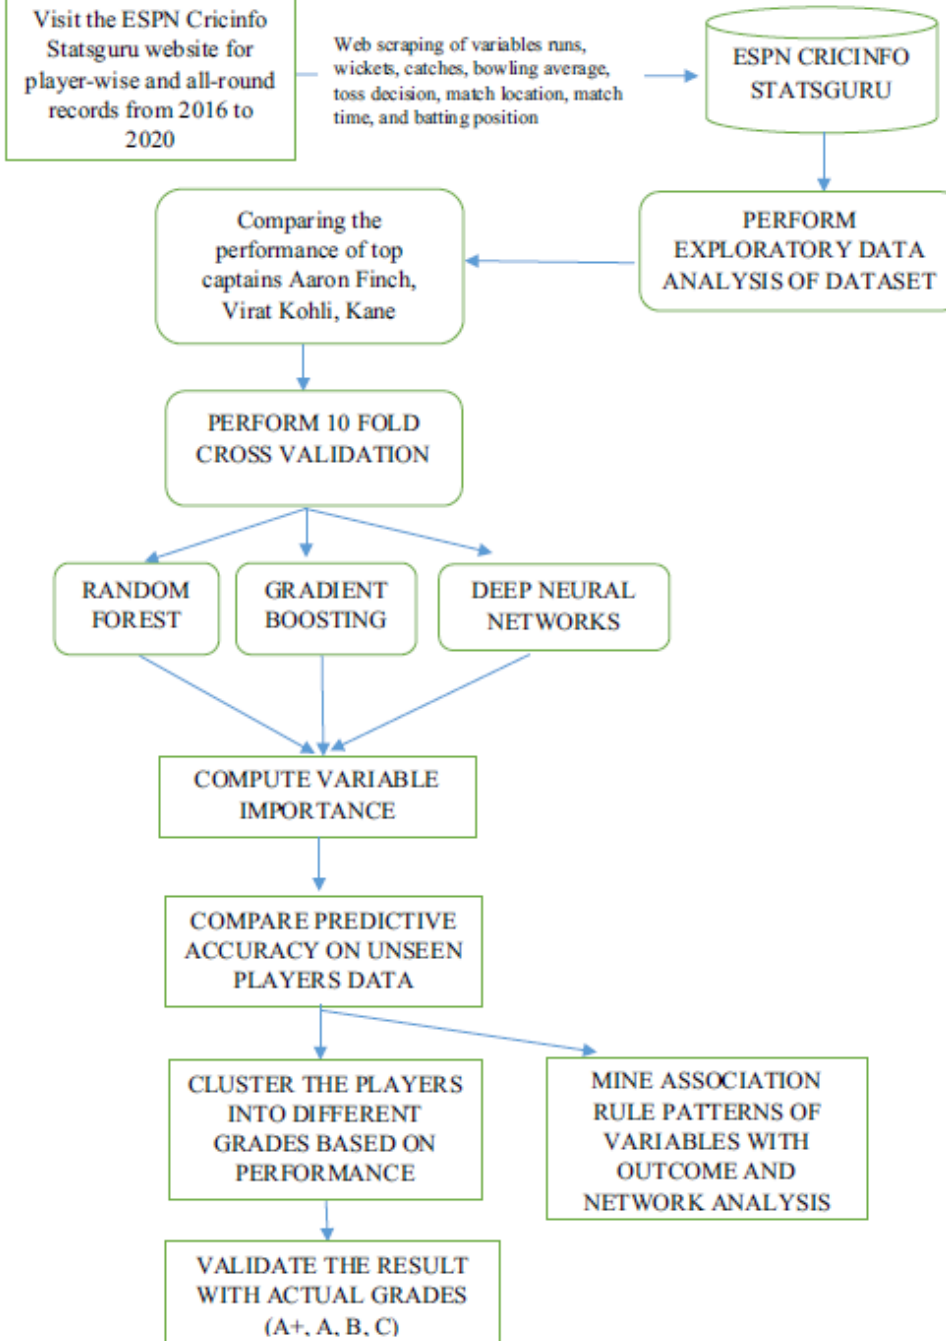 Visit the ESPN Cricinfo
Statsguru website for
player-wise and all-round
records from 2016 to
2020
Web scraping of variables runs,
wickets, catches, bowling average,
toss decision, match location, match
time, and batting position
ESPN CRICINFO
STATSGURU
PERFORM
EXPLORATORY DATA
ANALYSIS OF DATASET
Comparing the
performance of top
captains Aaron Finch,
Virat Kohli, Kane
PERFORM 10 FOLD
CROSS VALIDATION
RANDOM
FOREST
GRADIENT
BOOSTING
DEEP NEURAL
NETWORKS
COMPUTE VARIABLE
IMPORTANCE
COMPARE PREDICTIVE
ACCURACY ON UNSEEN
PLAYERS DATA
CLUSTER THE PLAYERS
INTO DIFFERENT
GRADES BASED ON
PERFORMANCE
MINE ASSOCIATION
RULE PATTERNS OF
VARIABLES WITH
OUTCOME AND
NETWORK ANALYSIS
VALIDATE THE RESULT
WITH ACTUAL GRADES
(A+, A, B, C)